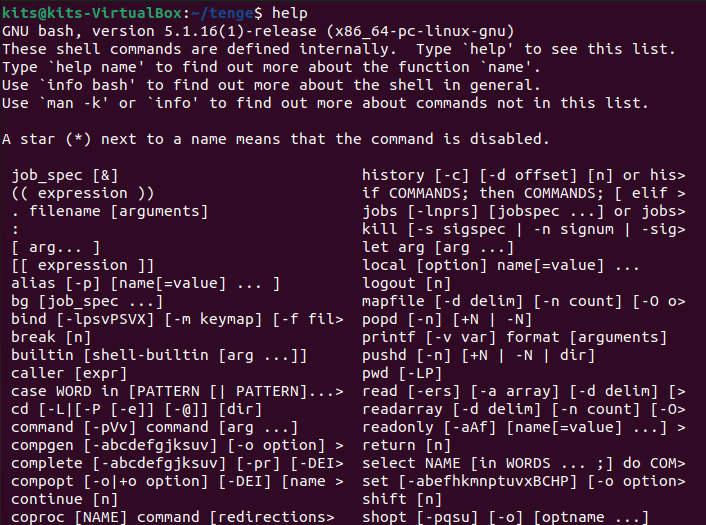 kits@kits-VirtualBox:~/tenge$ help
GNU bash, version 5.1.16(1)-release (x86_64-pc-linux-gnu)
These shell commands are defined internally.  Type `help' to see this list.
Type `help name' to find out more about the function `name'.
Use `info bash' to find out more about the shell in general.
Use `man -k' or `info' to find out more about commands not in this list.

A star (*) next to a name means that the command is disabled.

 job_spec [&]                            history [-c] [-d offset] [n] or his>
 (( expression ))                        if COMMANDS; then COMMANDS; [ elif >
 . filename [arguments]                  jobs [-lnprs] [jobspec ...] or jobs>
 :                                       kill [-s sigspec | -n signum | -sig>
 [ arg... ]                              let arg [arg ...]
 [[ expression ]]                        local [option] name[=value] ...
 alias [-p] [name[=value] ... ]          logout [n]
 bg [job_spec ...]                       mapfile [-d delim] [-n count] [-O o>
 bind [-lpsvPSVX] [-m keymap] [-f fil>   popd [-n] [+N | -N]
 break [n]                               printf [-v var] format [arguments]
 builtin [shell-builtin [arg ...]]       pushd [-n] [+N | -N | dir]
 caller [expr]                           pwd [-LP]
 case WORD in [PATTERN [| PATTERN]...>   read [-ers] [-a array] [-d delim] [>
 cd [-L|[-P [-e]] [-@]] [dir]            readarray [-d delim] [-n count] [-O>
 command [-pVv] command [arg ...]        readonly [-aAf] [name[=value] ...] >
 compgen [-abcdefgjksuv] [-o option] >   return [n]
 complete [-abcdefgjksuv] [-pr] [-DEI>   select NAME [in WORDS ... ;] do COM>
 compopt [-o|+o option] [-DEI] [name >   set [-abefhkmnptuvxBCHP] [-o option>
 continue [n]                            shift [n]
 coproc [NAME] command [redirections>    shopt [-pqsu] [-o] [optname ...]